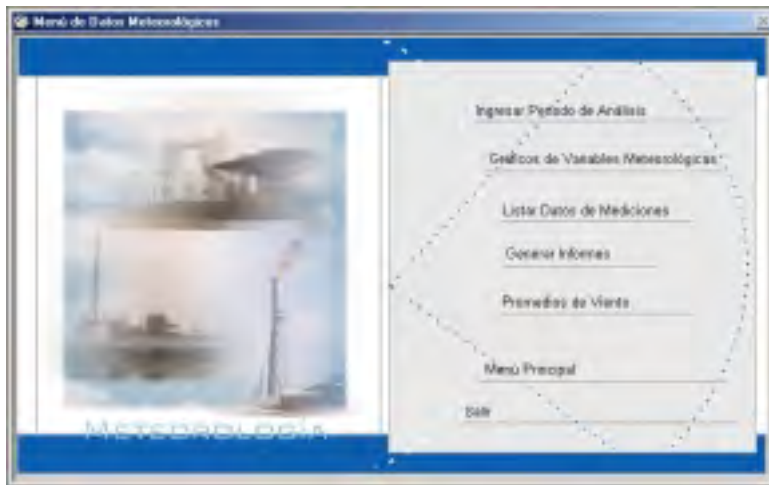 Menú de Datos Meteorológicos
Ingresar Período de Análisis
Gráficos de Variables Meteorológicas
Listar Datos de Mediciones
Generar Informes
Promedios de Viento
Menú Principal
Salir
METEOROLOGÍA